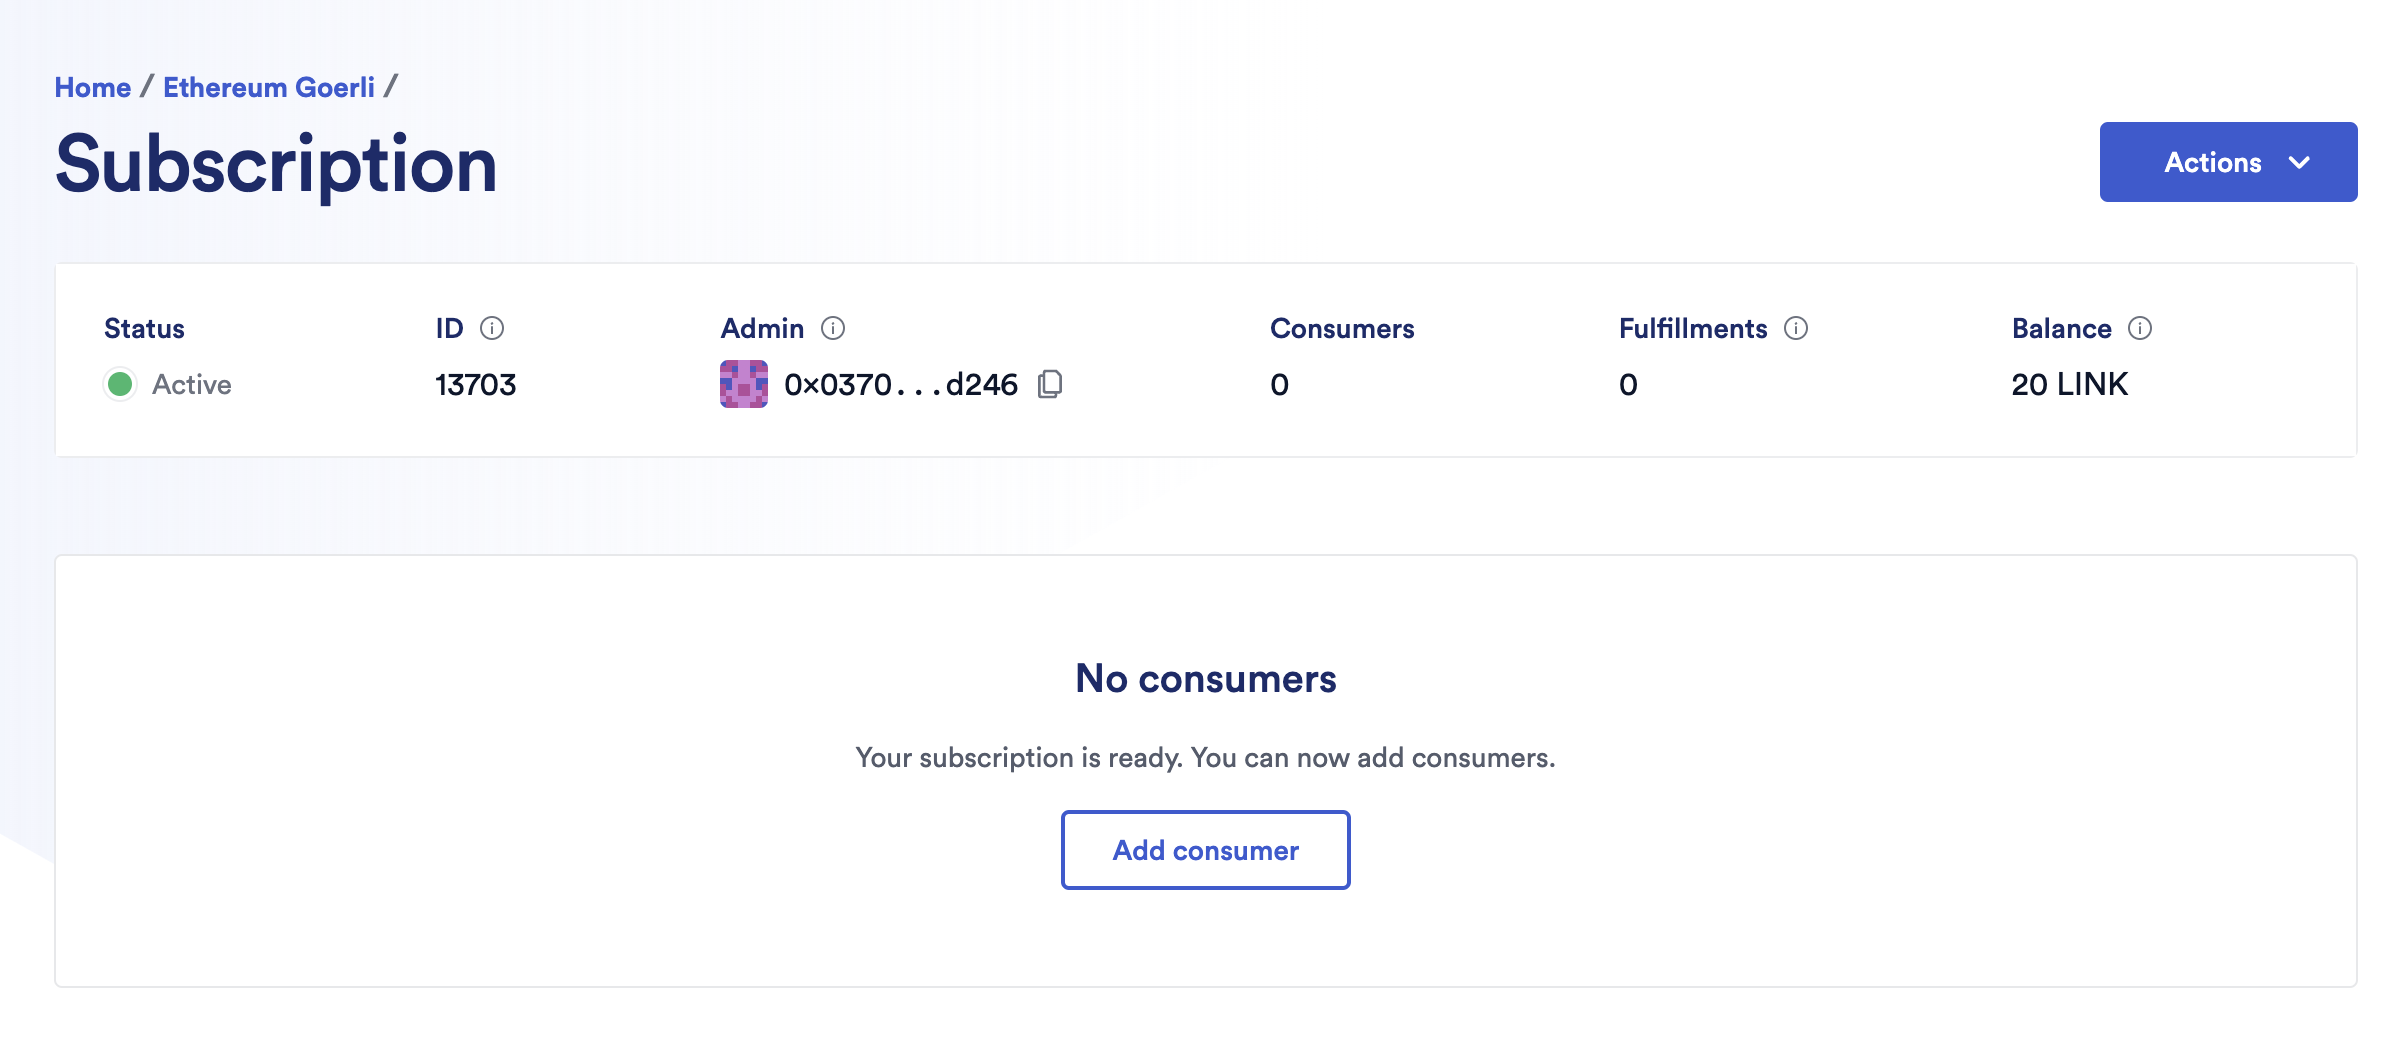 Home / Ethereum Goerli /
Subscription
Actions
Status
ID
Admin
Consumers
Fulfillments
Balance
Active
13703
0x0370...d246
0
0
20 LINK
No consumers
Your subscription is ready. You can now add consumers.
Add consumer